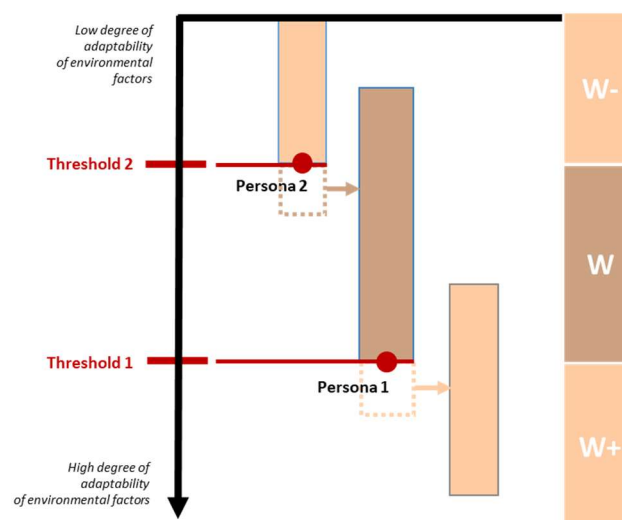 Low degree of
adaptability
of environmental
factors
W-
Threshold 2
Persona 2
W
Threshold 1
Persona 1
High degree of
adaptability
of environmental factors
W+